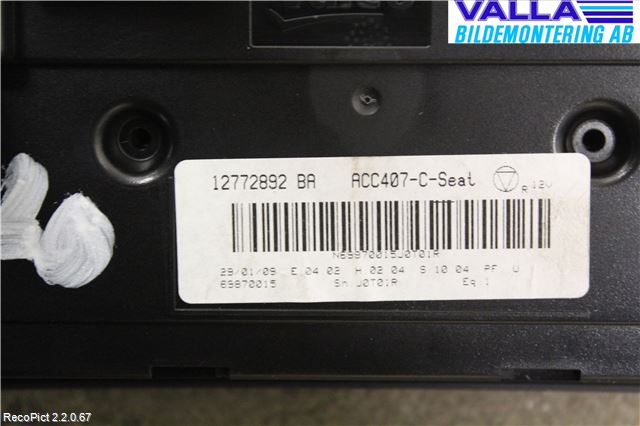 VALLA
BILDEMONTERING AB
12772892 BA ACC407-C-Seat R 12V
N69970015J0T01R
29/01/09 E.04.02 H.02.04 S.10.04 PF U
69870015 Sn.J0T01R Eq.1
RecoPict 2.2.0.67